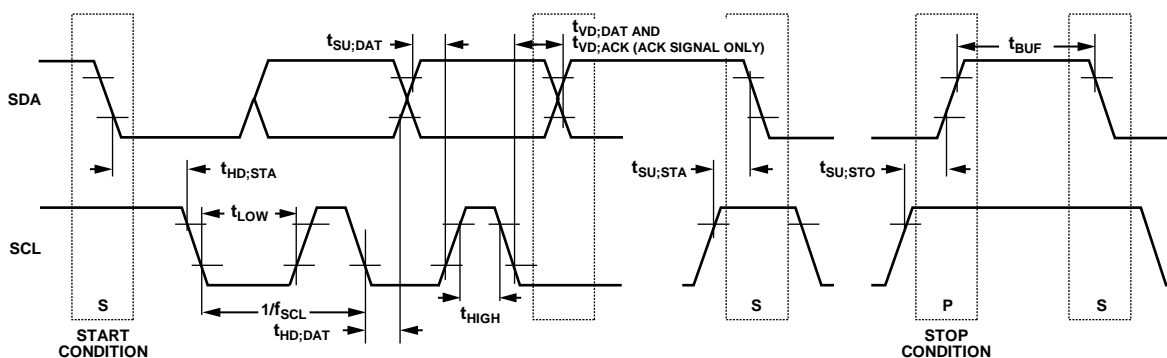 tSU;DAT
tVD;DAT AND
tVD;ACK (ACK SIGNAL ONLY)
tBUF
SDA
tHD;STA
tSU;STA
tSU;STO
tLOW
SCL
S
1/fSCL
tHIGH
S
P
S
START
CONDITION
tHD;DAT
STOP
CONDITION